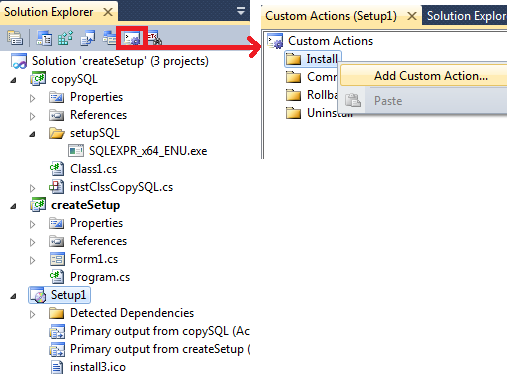 Solution Explorer
Solution 'createSetup' (3 projects)
copySQL
Properties
References
setupSQL
SQLEXPR_x64_ENU.exe
Class1.cs
instClssCopySQL.cs
createSetup
Properties
References
Form1.cs
Program.cs
Setup1
Detected Dependencies
Primary output from copySQL (Ac
Primary output from createSetup (
install3.ico
Custom Actions (Setup1)
Solution Explor
Custom Actions
Install
Comm
Rollba
Uninstall
Add Custom Action...
Paste